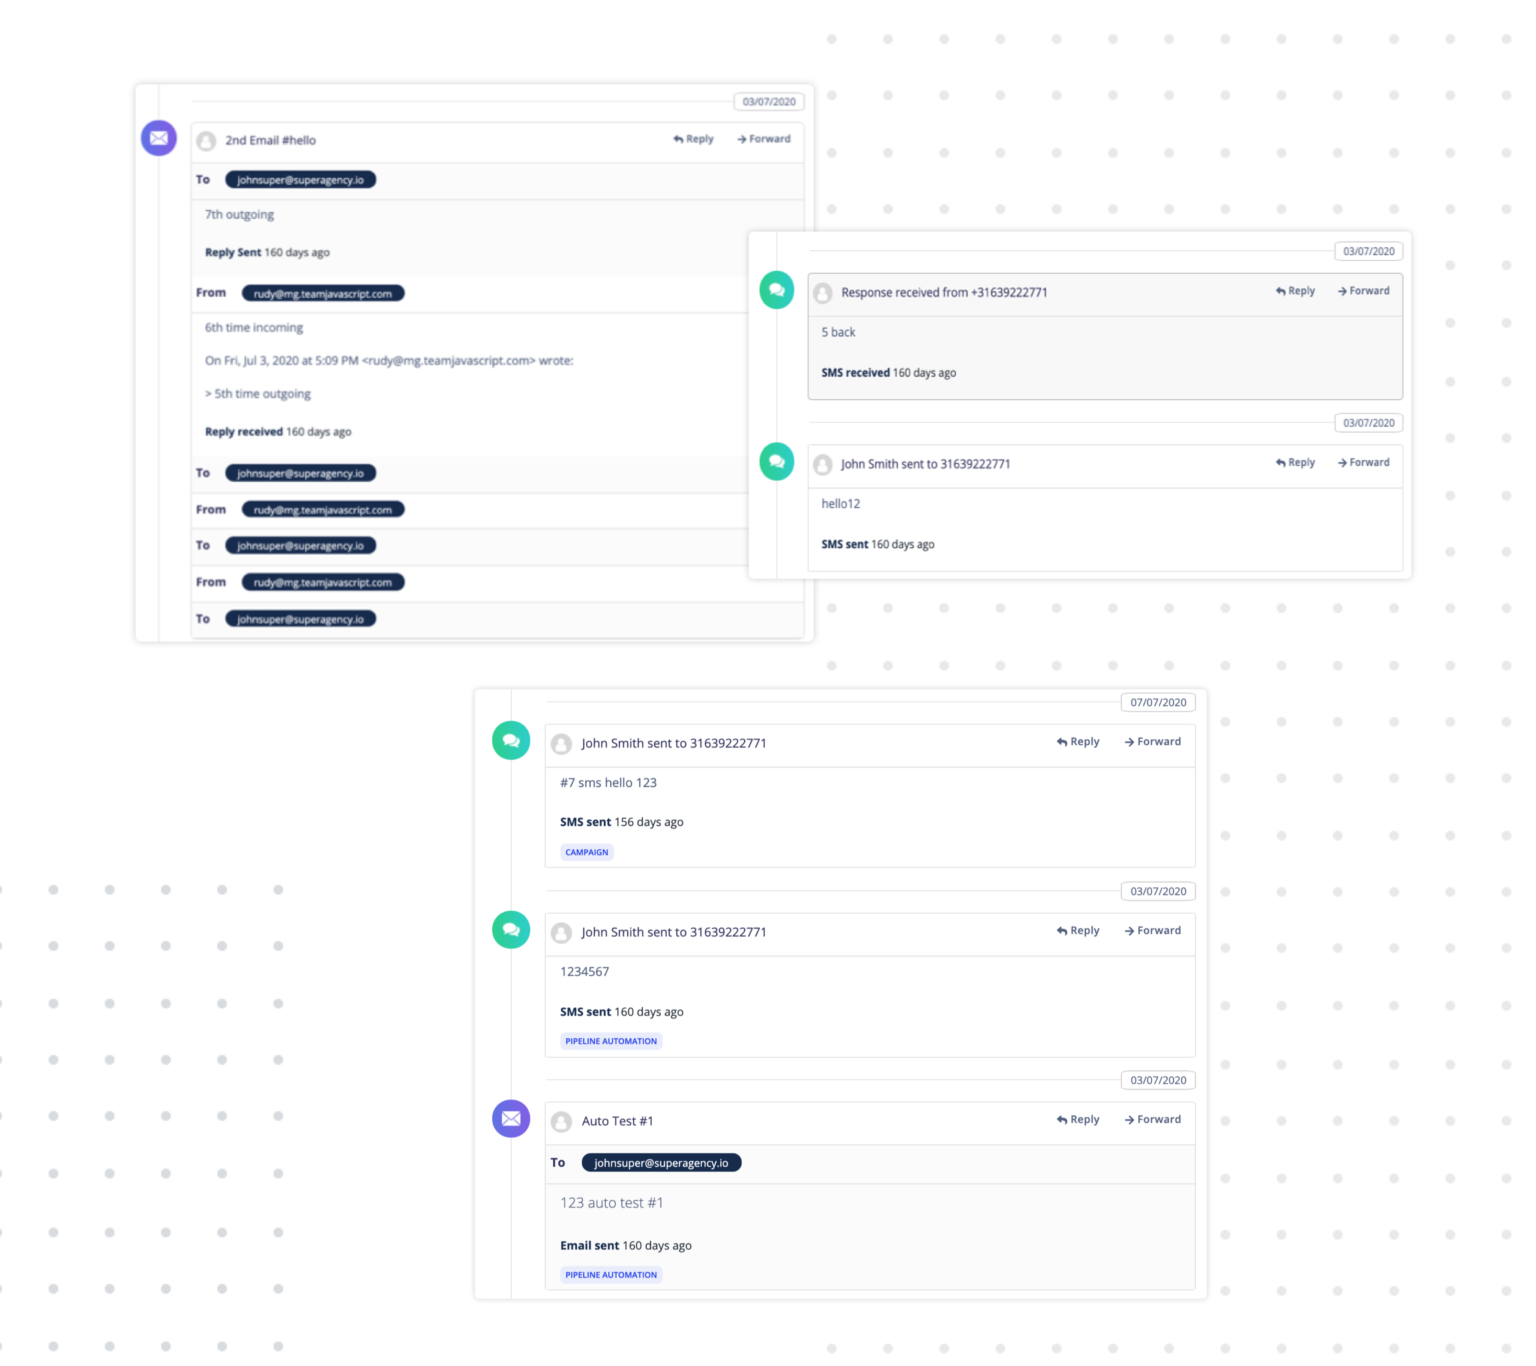 03/07/2020
2nd Email #hello
Reply
Forward
To johnsuper@superagency.io
7th outgoing
Reply Sent 160 days ago
From rudy@mg.teamjavascript.com
6th time incoming
On Fri, Jul 3, 2020 at 5:09 PM <rudy@mg.teamjavascript.com> wrote:
> 5th time outgoing
Reply received 160 days ago
To johnsuper@superagency.io
From rudy@mg.teamjavascript.com
To johnsuper@superagency.io
From rudy@mg.teamjavascript.com
To johnsuper@superagency.io
03/07/2020
Response received from +31639222771
Reply
Forward
5 back
SMS received 160 days ago
03/07/2020
John Smith sent to 31639222771
Reply
Forward
hello12
SMS sent 160 days ago
07/07/2020
John Smith sent to 31639222771
Reply
Forward
#7 sms hello 123
SMS sent 156 days ago
CAMPAIGN
03/07/2020
John Smith sent to 31639222771
Reply
Forward
1234567
SMS sent 160 days ago
PIPELINE AUTOMATION
03/07/2020
Auto Test #1
Reply
Forward
To johnsuper@superagency.io
123 auto test #1
Email sent 160 days ago
PIPELINE AUTOMATION